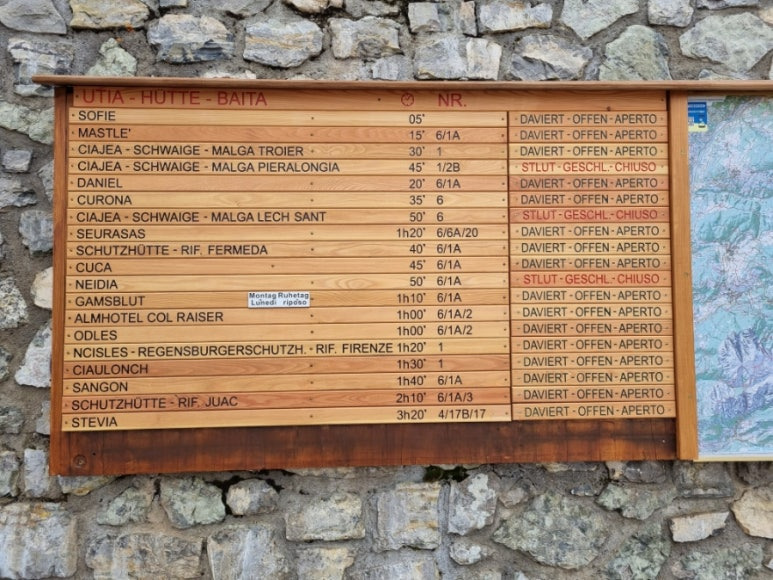 UTIA - HÜTTE - BAITA NR.
SOFIE 05' DAVIERT - OFFEN - APERTO
MASTLE' 15' 6/1A DAVIERT - OFFEN - APERTO
CIAJEA - SCHWAIGE - MALGA TROIER 30' 1 DAVIERT - OFFEN - APERTO
CIAJEA - SCHWAIGE - MALGA PIERALONGIA 45' 1/2B STLUT - GESCHL. - CHIUSO
DANIEL 20' 6/1A DAVIERT - OFFEN - APERTO
CURONA 35' 6 DAVIERT - OFFEN - APERTO
CIAJEA - SCHWAIGE - MALGA LECH SANT 50' 6 STLUT - GESCHL. - CHIUSO
SEURASAS 1h20' 6/6A/20 DAVIERT - OFFEN - APERTO
SCHUTZHÜTTE - RIF. FERMEDA 40' 6/1A DAVIERT - OFFEN - APERTO
CUCA 45' 6/1A DAVIERT - OFFEN - APERTO
NEIDIA 50' 6/1A STLUT - GESCHL. - CHIUSO
GAMSBLUT Montag Ruhetag 1h10' 6/1A DAVIERT - OFFEN - APERTO
Lunedì riposo
ALMHOTEL COL RAISER 1h00' 6/1A/2 DAVIERT - OFFEN - APERTO
ODLES 1h00' 6/1A/2 DAVIERT - OFFEN - APERTO
NCISLES - REGENSBURGERSCHUTZH. - RIF. FIRENZE 1h20' 1 DAVIERT - OFFEN - APERTO
CIAULONCH 1h30' 1 DAVIERT - OFFEN - APERTO
SANGON 1h40' 6/1A DAVIERT - OFFEN - APERTO
SCHUTZHÜTTE - RIF. JUAC 2h10' 6/1A/3 DAVIERT - OFFEN - APERTO
STEVIA 3h20' 4/17B/17 DAVIERT - OFFEN - APERTO